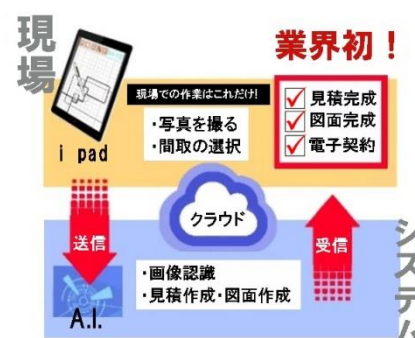 現場
業界初！
現場での作業はこれだけ!
・写真を撮る
・間取の選択
i pad
見積完成
図面完成
電子契約
クラウド
送信
受信
・画像認識
・見積作成・図面作成
A.I.
システム